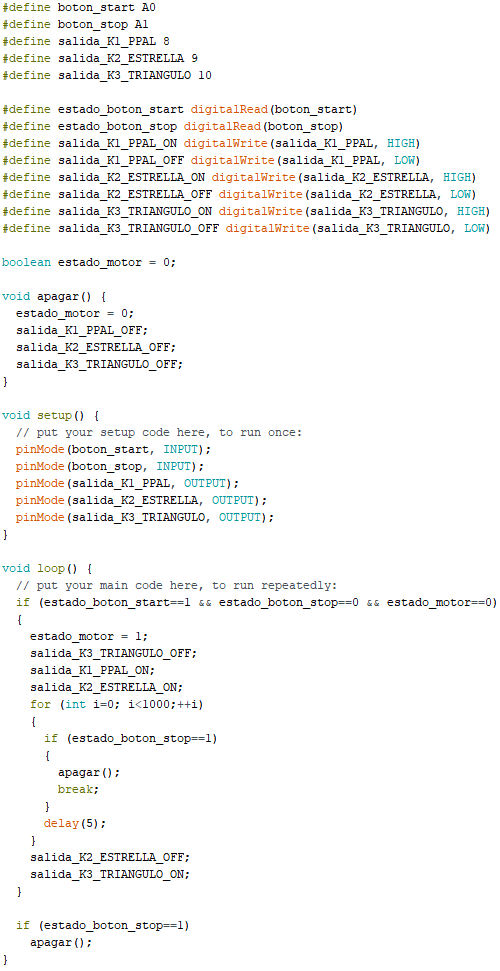 #define boton_start A0
#define boton_stop A1
#define salida_K1_PPAL 8
#define salida_K2_ESTRELLA 9
#define salida_K3_TRIANGULO 10

#define estado_boton_start digitalRead(boton_start)
#define estado_boton_stop digitalRead(boton_stop)
#define salida_K1_PPAL_ON digitalWrite(salida_K1_PPAL, HIGH)
#define salida_K1_PPAL_OFF digitalWrite(salida_K1_PPAL, LOW)
#define salida_K2_ESTRELLA_ON digitalWrite(salida_K2_ESTRELLA, HIGH)
#define salida_K2_ESTRELLA_OFF digitalWrite(salida_K2_ESTRELLA, LOW)
#define salida_K3_TRIANGULO_ON digitalWrite(salida_K3_TRIANGULO, HIGH)
#define salida_K3_TRIANGULO_OFF digitalWrite(salida_K3_TRIANGULO, LOW)

boolean estado_motor = 0;

void apagar() {
  estado_motor = 0;
  salida_K1_PPAL_OFF;
  salida_K2_ESTRELLA_OFF;
  salida_K3_TRIANGULO_OFF;
}

void setup() {
  // put your setup code here, to run once:
  pinMode(boton_start, INPUT);
  pinMode(boton_stop, INPUT);
  pinMode(salida_K1_PPAL, OUTPUT);
  pinMode(salida_K2_ESTRELLA, OUTPUT);
  pinMode(salida_K3_TRIANGULO, OUTPUT);
}

void loop() {
  // put your main code here, to run repeatedly:
  if (estado_boton_start==1 && estado_boton_stop==0 && estado_motor==0)
  {
    estado_motor = 1;
    salida_K3_TRIANGULO_OFF;
    salida_K1_PPAL_ON;
    salida_K2_ESTRELLA_ON;
    for (int i=0; i<1000;++i)
    {
      if (estado_boton_stop==1)
      {
        apagar();
        break;
      }
      delay(5);
    }
    salida_K2_ESTRELLA_OFF;
    salida_K3_TRIANGULO_ON;
  }

  if (estado_boton_stop==1)
    apagar();
}